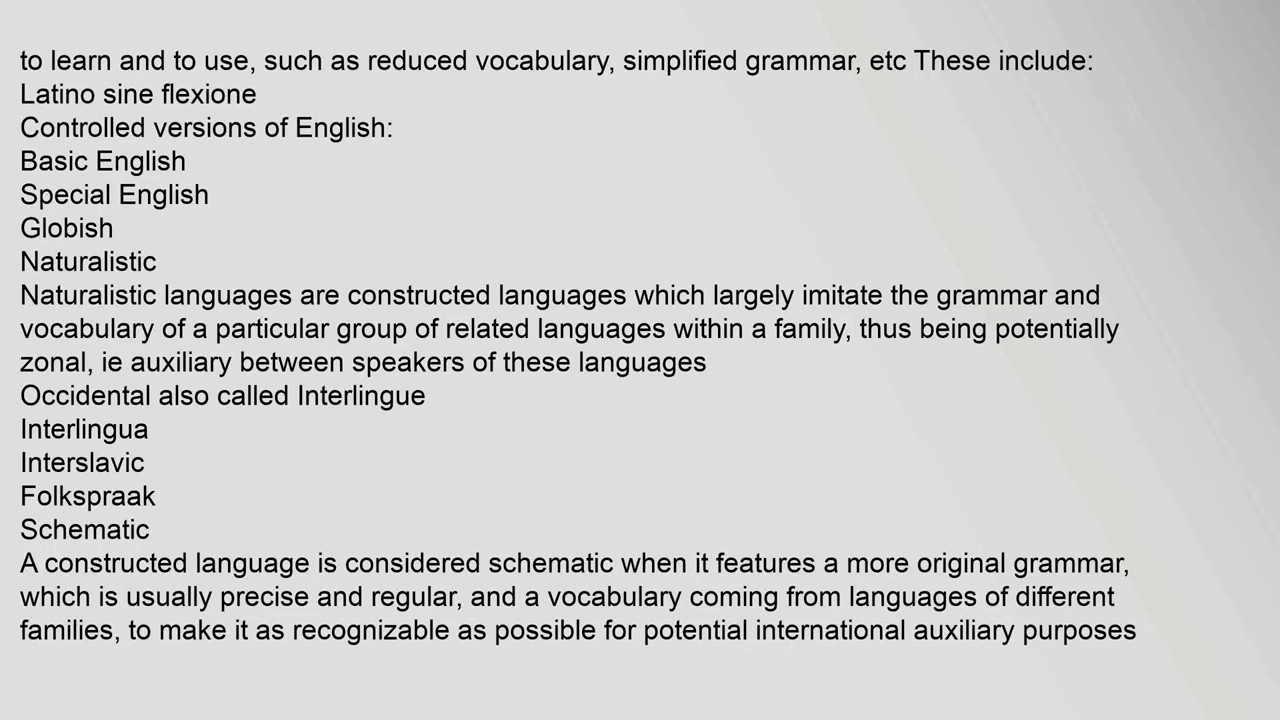 to learn and to use, such as reduced vocabulary, simplified grammar, etc These include:
Latino sine flexione
Controlled versions of English:
Basic English
Special English
Globish
Naturalistic
Naturalistic languages are constructed languages which largely imitate the grammar and
vocabulary of a particular group of related languages within a family, thus being potentially
zonal, ie auxiliary between speakers of these languages
Occidental also called Interlingue
Interlingua
Interslavic
Folkspraak
Schematic
A constructed language is considered schematic when it features a more original grammar,
which is usually precise and regular, and a vocabulary coming from languages of different
families, to make it as recognizable as possible for potential international auxiliary purposes